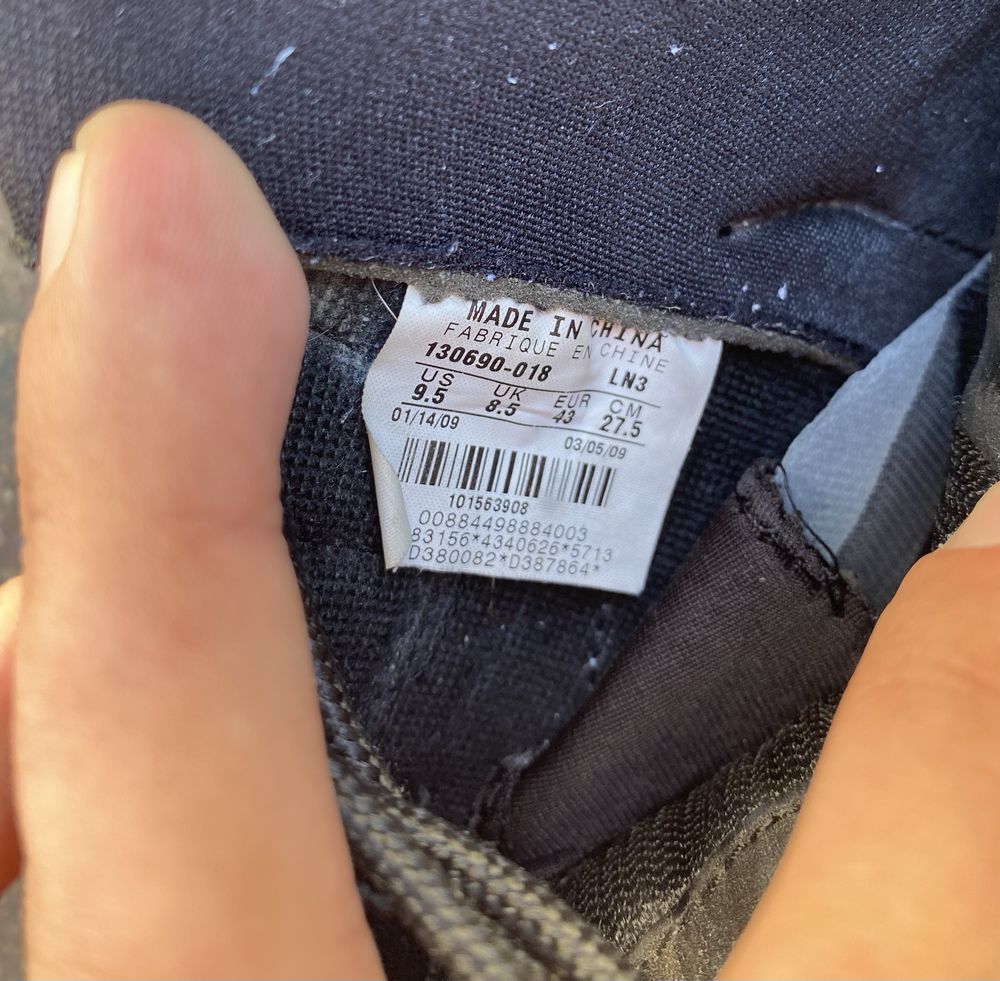 MADE IN CHINA
FABRIQUE EN CHINE
130690-018 LN3
US UK EUR CM
9.5 8.5 43 27.5
01/14/09 03/05/09
101563908
00884498884003
83156*4340626*5713
D380082*D387864*